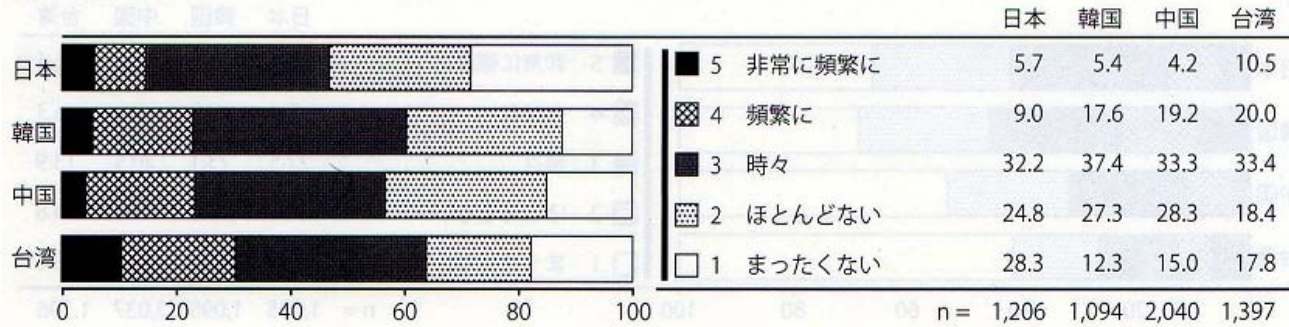 日本 韓国 中国 台湾
日本
韓国
中国
台湾
5 非常に頻繁に 5.7 5.4 4.2 10.5
4 頻繁に 9.0 17.6 19.2 20.0
3 時々 32.2 37.4 33.3 33.4
2 ほとんどない 24.8 27.3 28.3 18.4
1 まったくない 28.3 12.3 15.0 17.8
0 20 40 60 80 100
n = 1,206 1,094 2,040 1,397